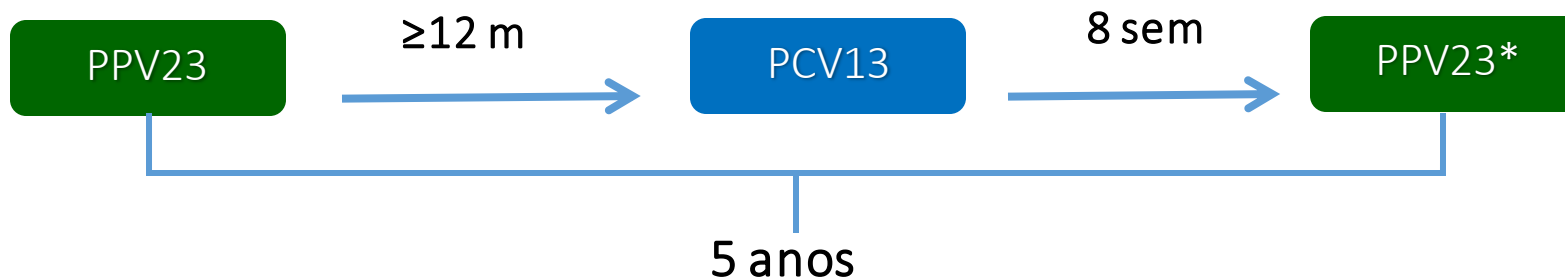 PPV23
≥12 m
PCV13
8 sem
PPV23*
5 anos